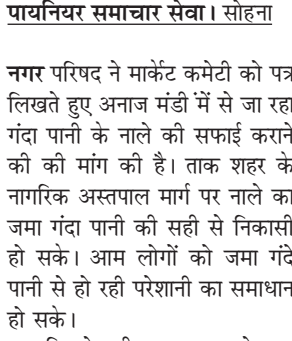 पायनियर समाचार सेवा। सोहना
नगर परिषद ने मार्केट कमेटी को पत्र
लिखते हुए अनाज मंडी में से जा रहा
गंदा पानी के नाले की सफाई कराने
की की मांग की है। ताक शहर के
नागरिक अस्तपाल मार्ग पर नाले का
जमा गंदा पानी की सही से निकासी
हो सके। आम लोगों को जमा गंदे
पानी से हो रही परेशानी का समाधान
हो सके।